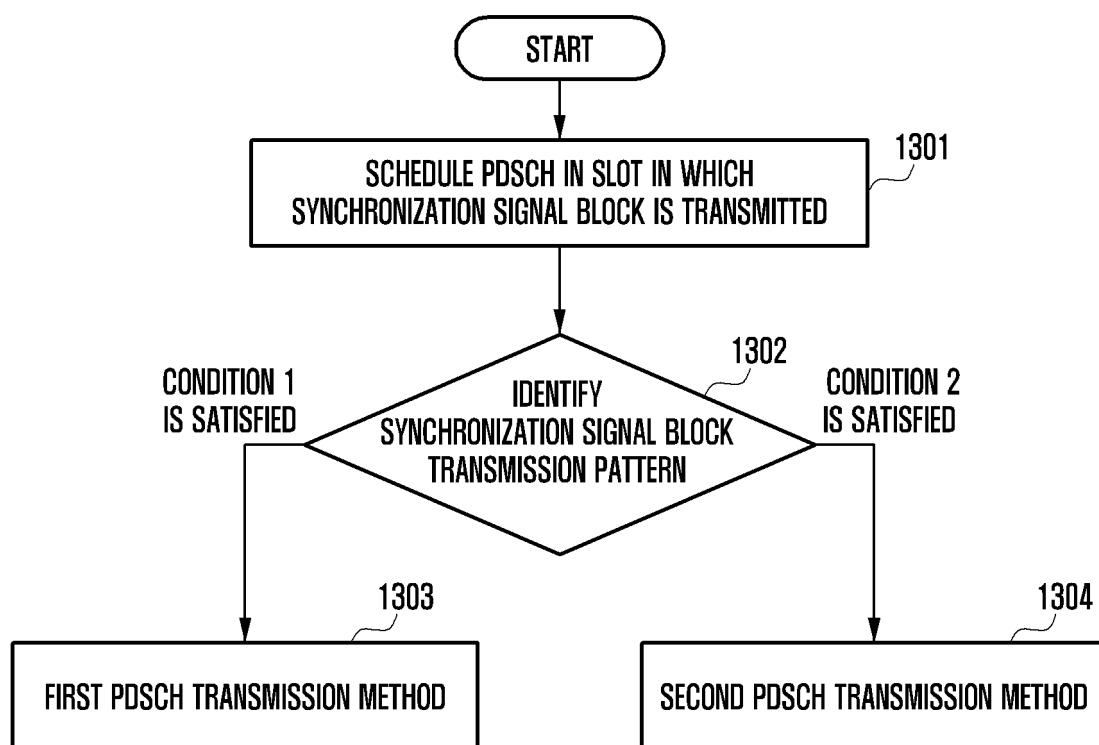 START
1301
SCHEDULE PDSCH IN SLOT IN WHICH
SYNCHRONIZATION SIGNAL BLOCK IS TRANSMITTED
1302
CONDITION 1
IS SATISFIED
IDENTIFY
SYNCHRONIZATION SIGNAL BLOCK
TRANSMISSION PATTERN
CONDITION 2
IS SATISFIED
1303
FIRST PDSCH TRANSMISSION METHOD
1304
SECOND PDSCH TRANSMISSION METHOD